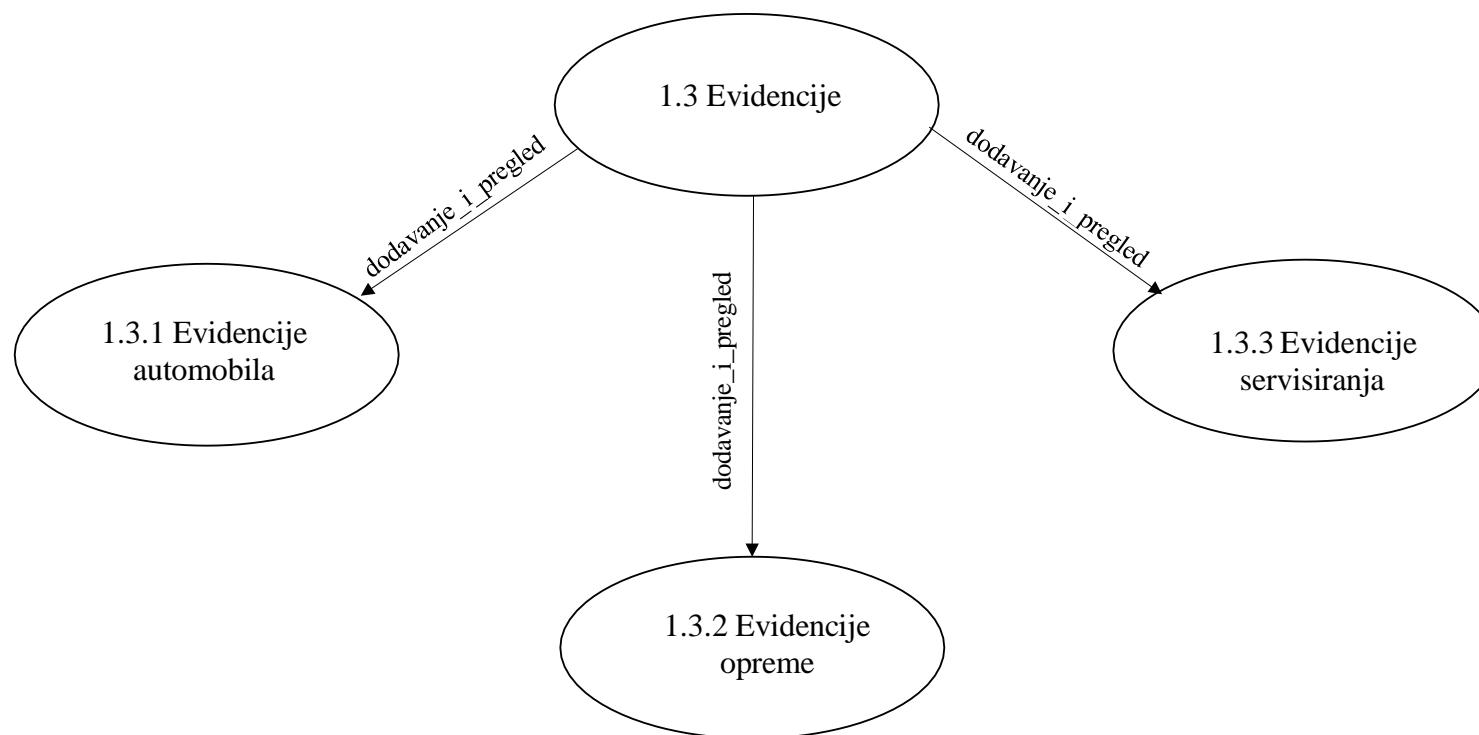 1.3 Evidencije
dodavanje_i_pregled
dodavanje_i_pregled
dodavanje_i_pregled
1.3.1 Evidencije
automobila
1.3.3 Evidencije
servisiranja
1.3.2 Evidencije
opreme